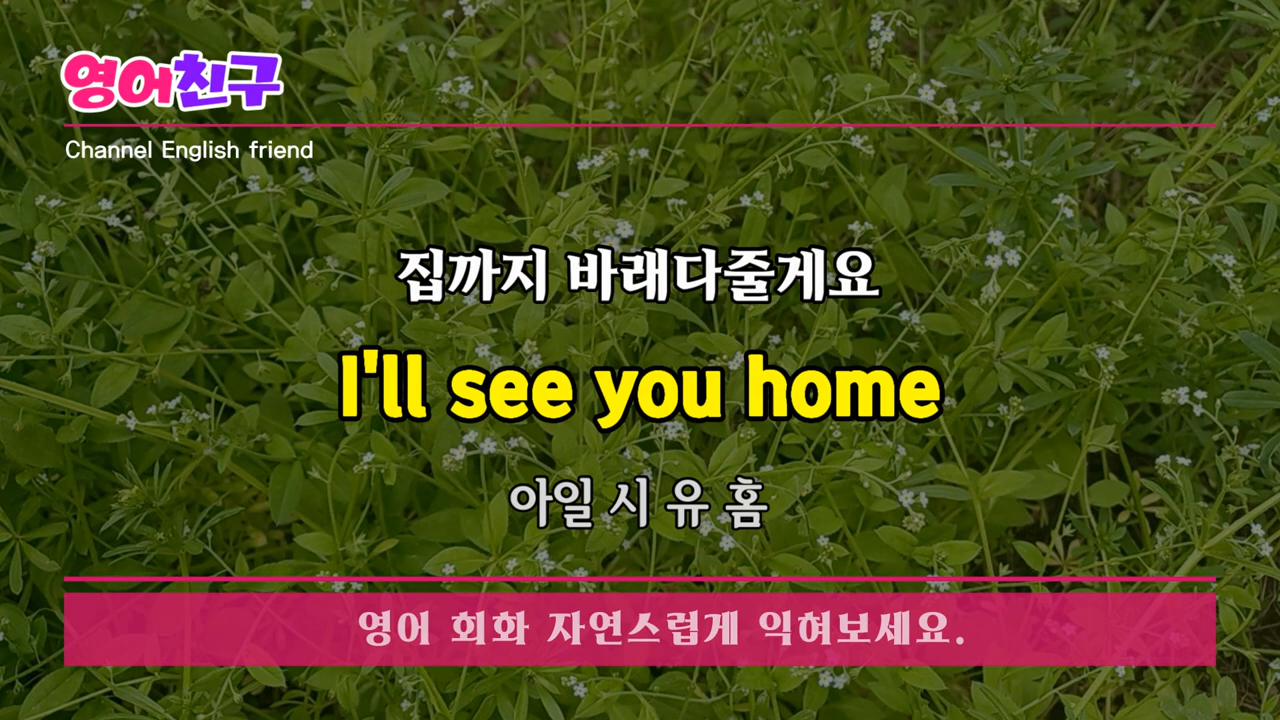 영어친구
Channel English friend
집까지 바래다줄게요
I'll see you home
아일 시 유 홈
영어 회화 자연스럽게 익혀보세요.